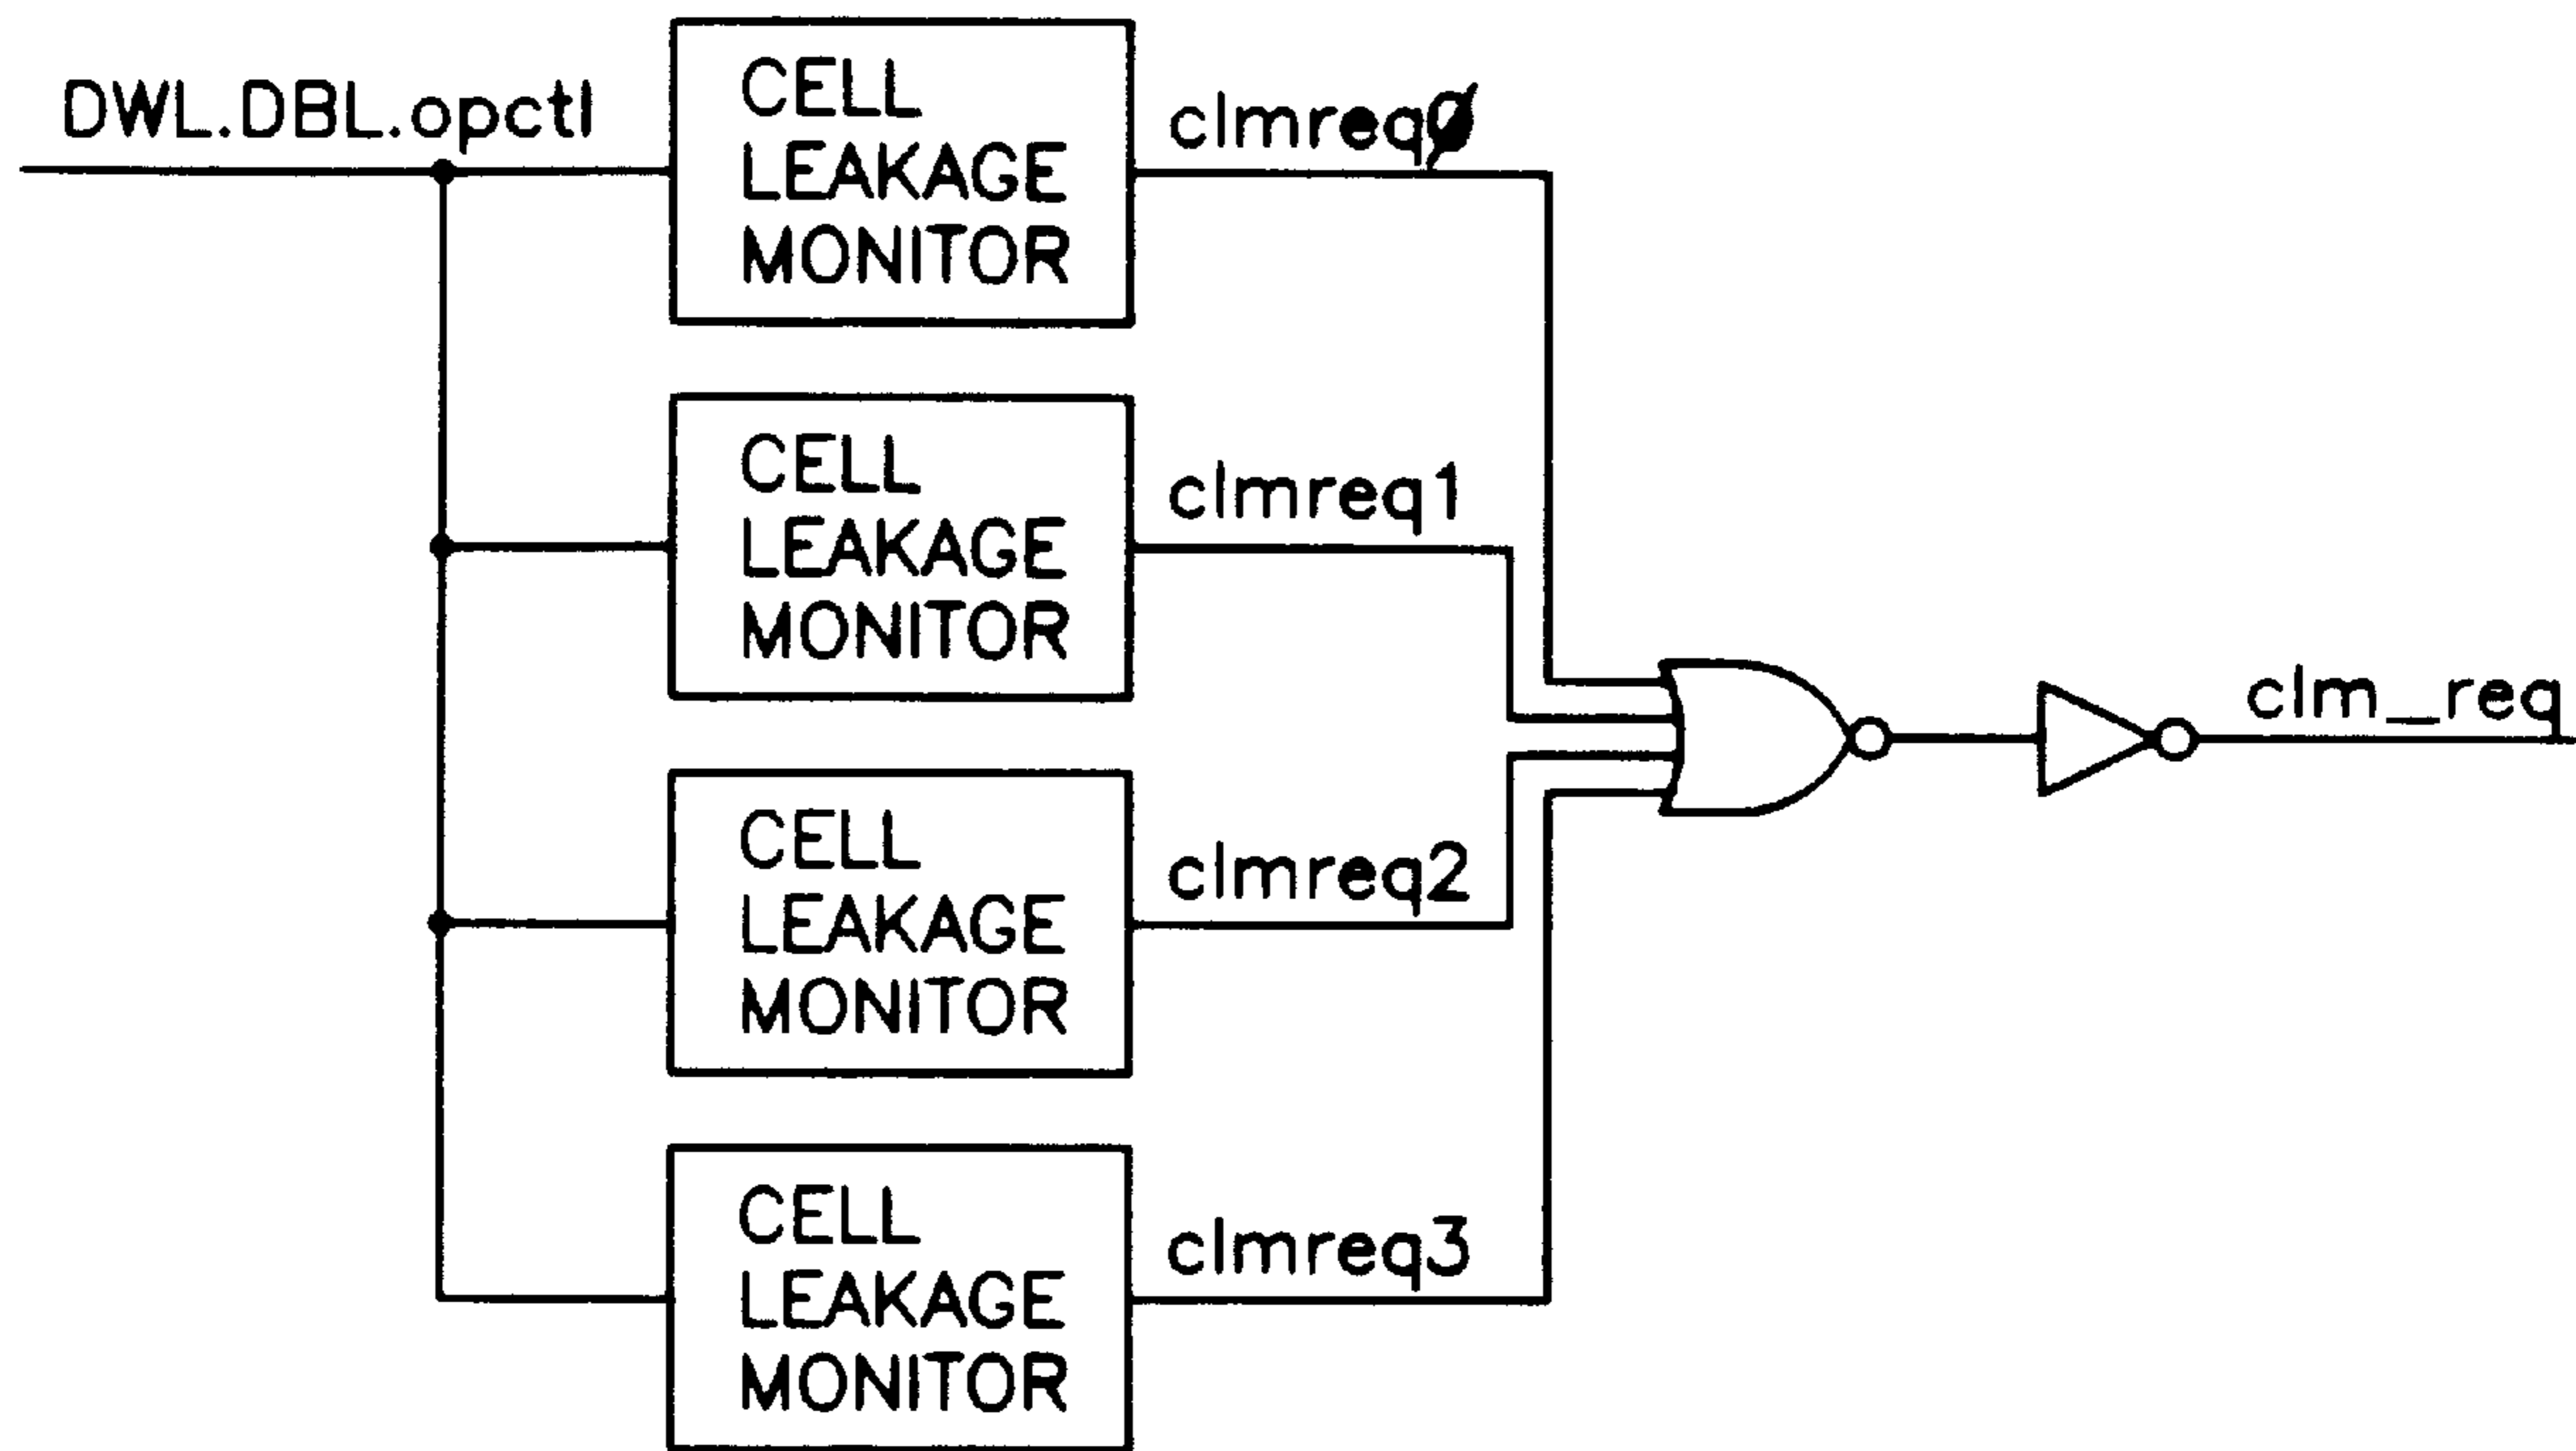 DWL.DBL.opctl
CELL
LEAKAGE
MONITOR
clmreq0
CELL
LEAKAGE
MONITOR
clmreq1
CELL
LEAKAGE
MONITOR
clmreq2
CELL
LEAKAGE
MONITOR
clmreq3
clm_req